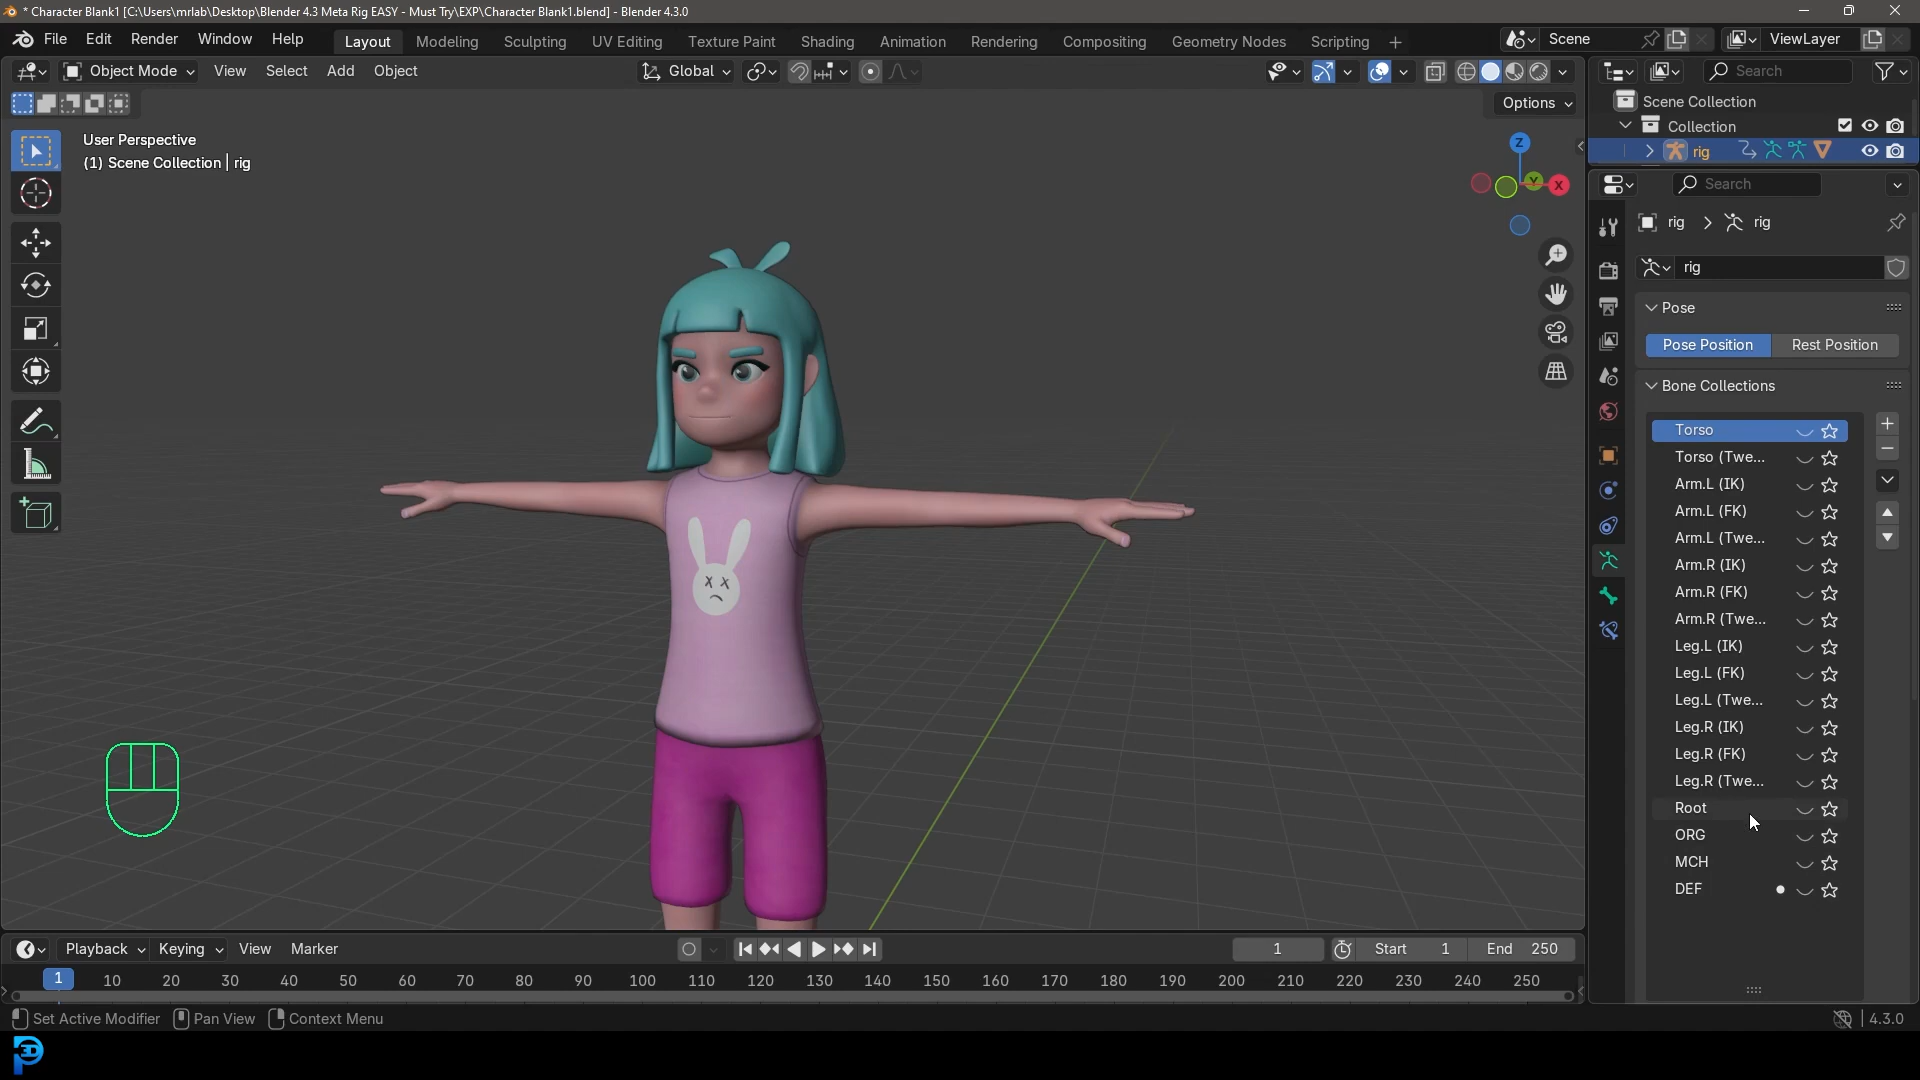 * Character Blank1 [C:\Users\mrlab\Desktop\Blender 4.3 Meta Rig EASY - Must Try\EXP\Character Blank1.blend] - Blender 4.3.0
File Edit Render Window Help Layout Modeling Sculpting UV Editing Texture Paint Shading Animation Rendering Compositing Geometry Nodes Scripting + Scene ViewLayer
Object Mode View Select Add Object Global Search
Options
Scene Collection
Collection
rig
User Perspective
(1) Scene Collection | rig
Z
Y
X
Search
rig > rig
rig
Pose
Pose Position Rest Position
Bone Collections
Torso
Torso (Twe...
Arm.L (IK)
Arm.L (FK)
Arm.L (Twe...
Arm.R (IK)
Arm.R (FK)
Arm.R (Twe...
Leg.L (IK)
Leg.L (FK)
Leg.L (Twe...
Leg.R (IK)
Leg.R (FK)
Leg.R (Twe...
Root
ORG
MCH
DEF
Playback Keying View Marker 1 Start 1 End 250
1 10 20 30 40 50 60 70 80 90 100 110 120 130 140 150 160 170 180 190 200 210 220 230 240 250
Set Active Modifier Pan View Context Menu 4.3.0